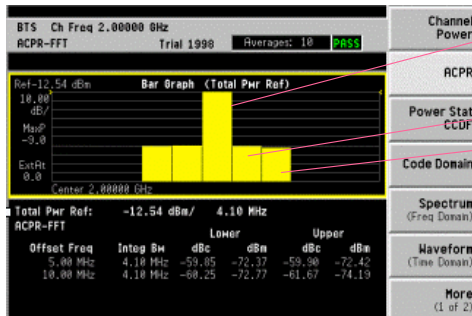 BTS Ch Freq 2.00000 GHz
ACPR-FFT Trial 1998 Averages: 10 PASS
Ref-12.54 dBm Bar Graph (Total Pwr Ref)
10.00
dB/
MaxP
-9.0
ExtAt
0.0
Center 2.00000 GHz
Total Pwr Ref: -12.54 dBm/ 4.10 MHz
ACPR-FFT
Lower Upper
Offset Freq Integ Bw dBc dBm dBc dBm
5.00 MHz 4.10 MHz -59.85 -72.37 -59.90 -72.42
10.00 MHz 4.10 MHz -60.25 -72.77 -61.67 -74.19
Channel
Power
ACPR
Power Stat
CCDF
Code Domain
Spectrum
(Freq Domain)
Waveform
(Time Domain)
More
(1 of 2)